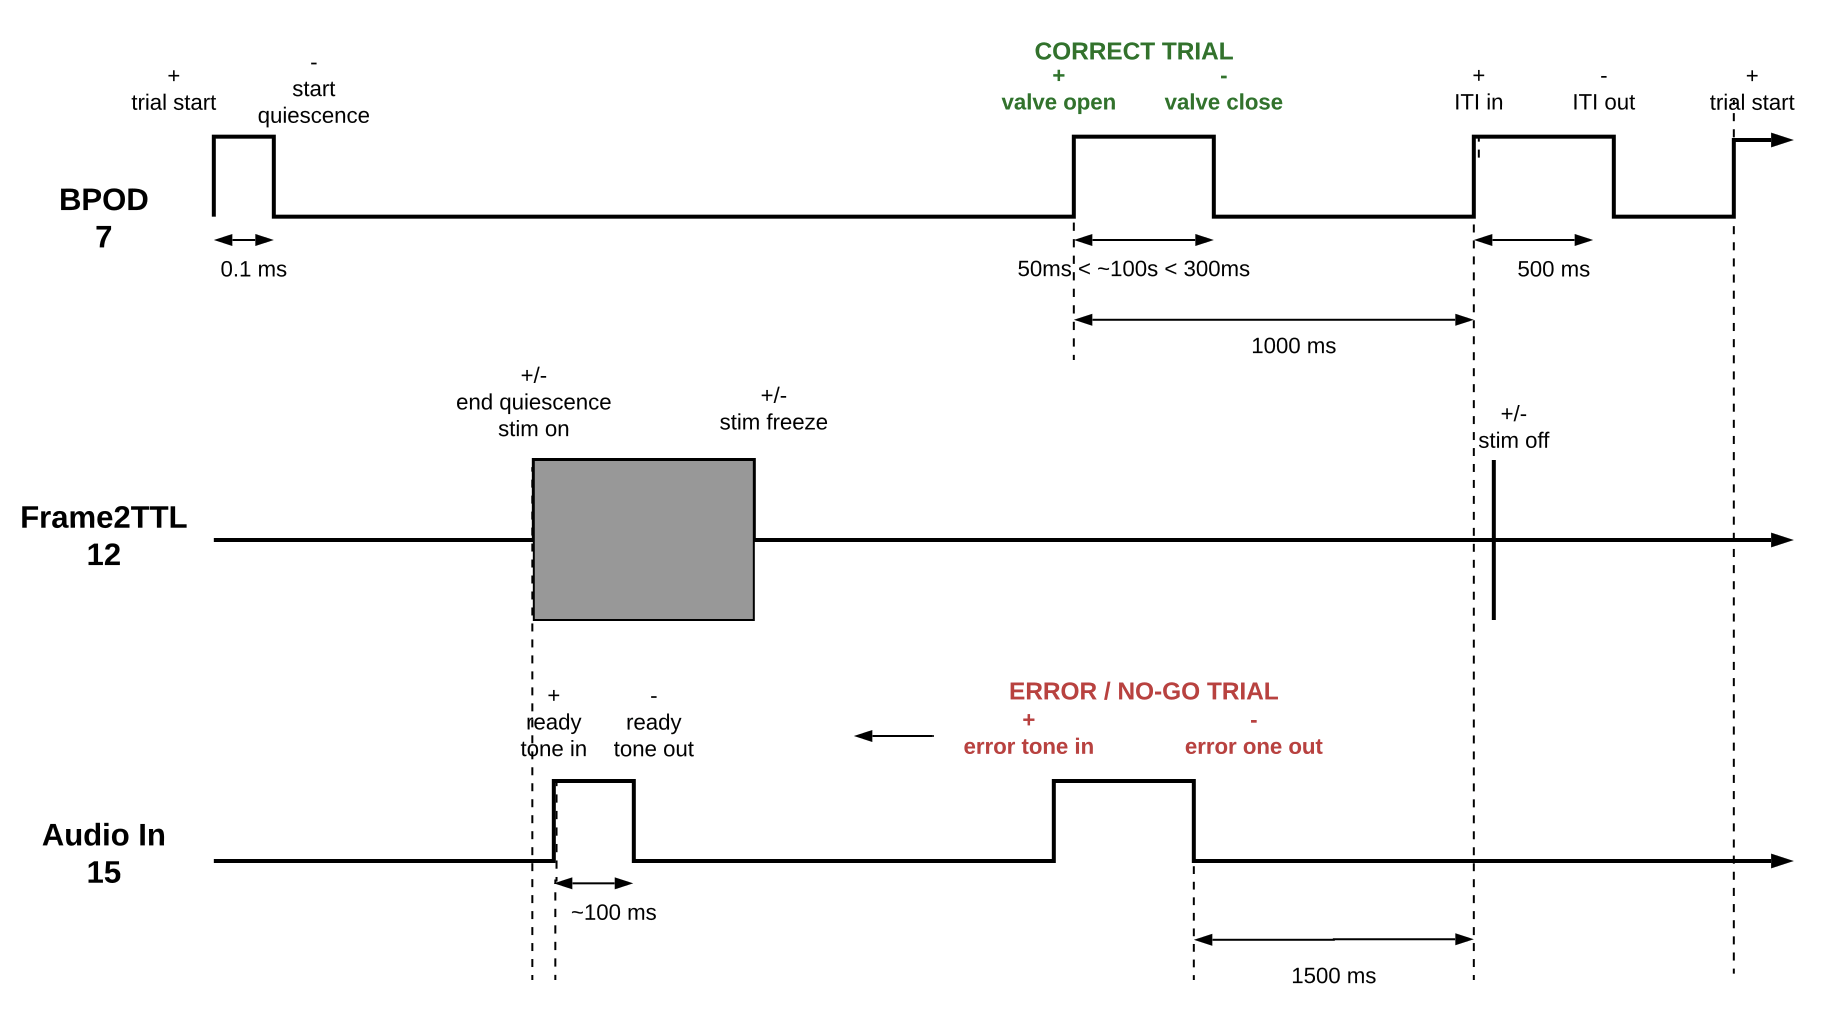 CORRECT TRIAL
+
trial start
-
start
quiescence
+
valve open
-
valve close
+
ITI in
-
ITI out
+
trial start
BPOD
7
0.1 ms
50ms < ~100s < 300ms
500 ms
1000 ms
+/-
end quiescence
stim on
+/-
stim freeze
+/-
stim off
Frame2TTL
12
ERROR / NO-GO TRIAL
+
ready
tone in
-
ready
tone out
+
error tone in
-
error one out
Audio In
15
~100 ms
1500 ms